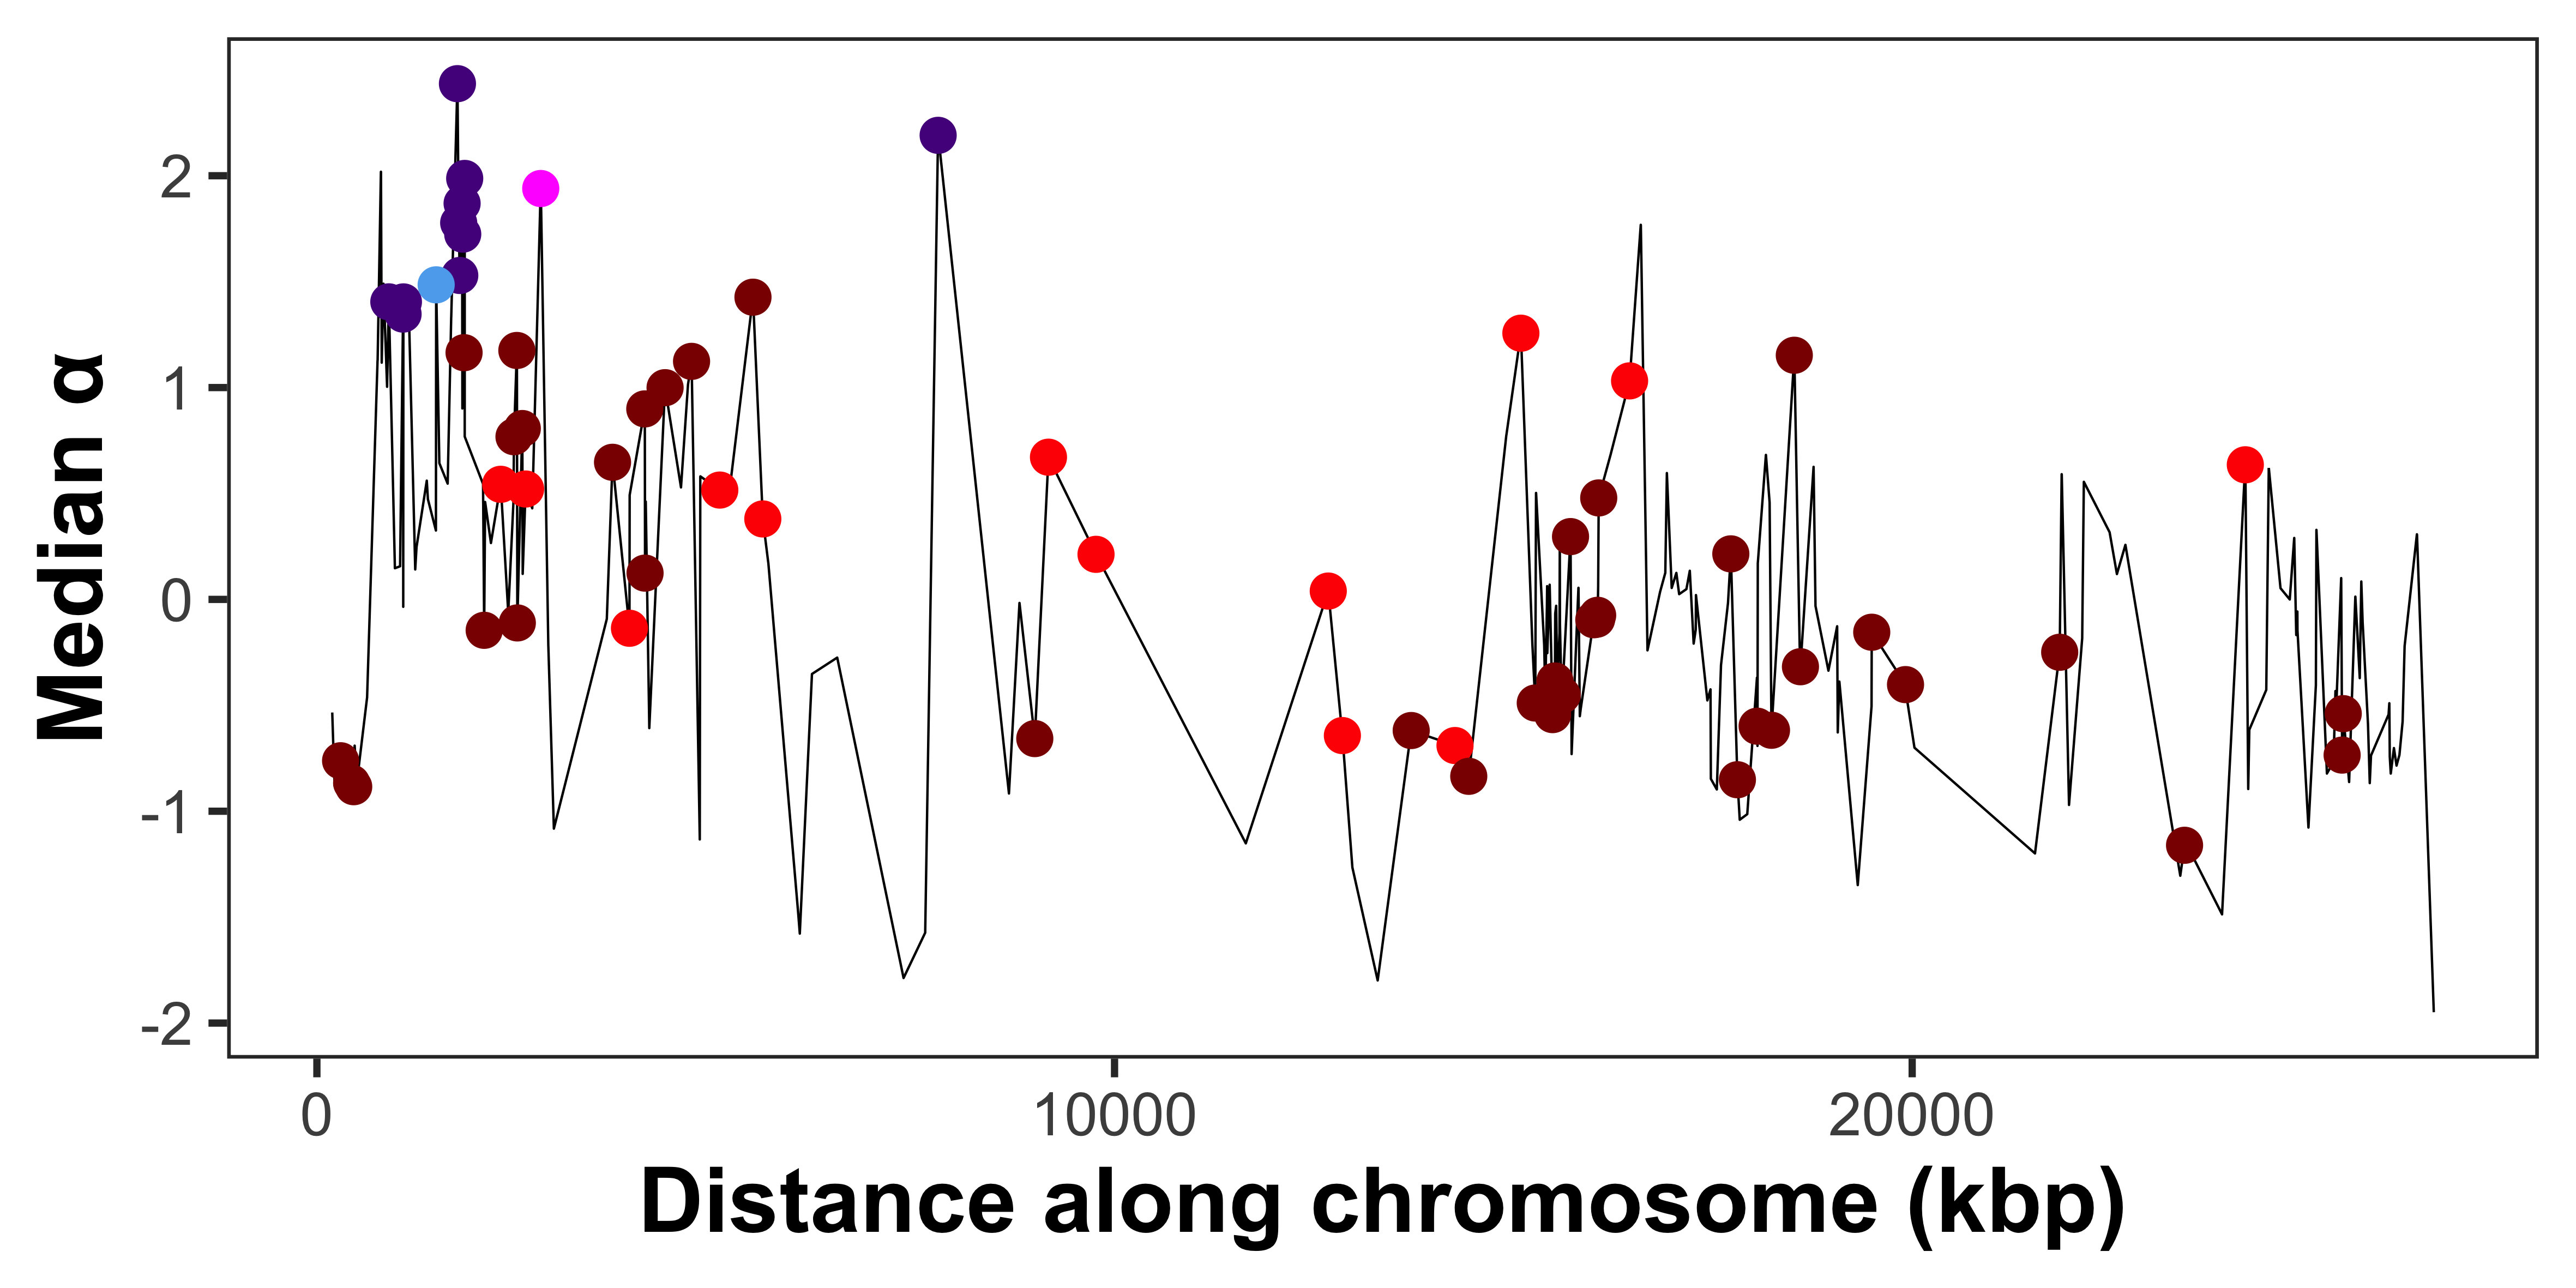 Median α
2
1
0
-1
-2
0 10000 20000
Distance along chromosome (kbp)